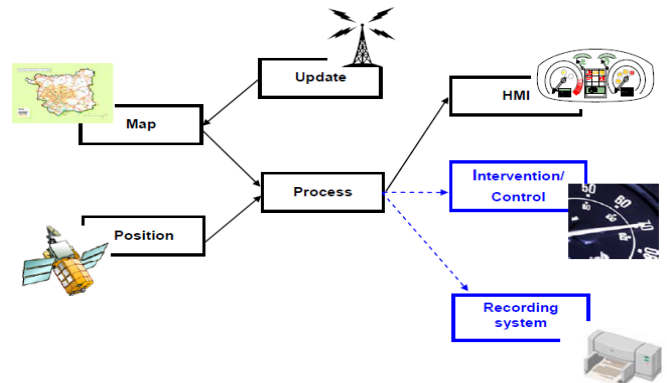 Update
HMI
Map
Process
Intervention/
Control
Position
Recording
system